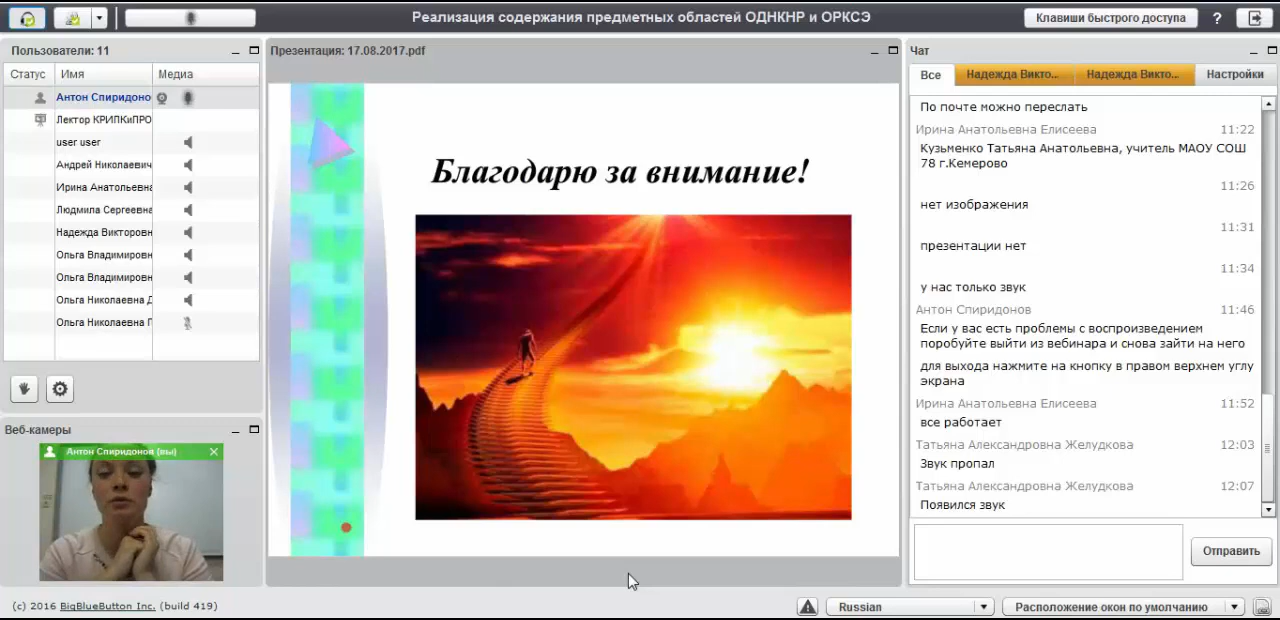 Реализация содержания предметных областей ОДНКНР и ОРКСЭ
Клавиши быстрого доступа
?
Пользователи: 11
Статус Имя Медиа
Антон Спиридоно
Лектор КРИПКиПРО
user user
Андрей Николаевич
Ирина Анатольевна
Людмила Сергеевна
Надежда Викторовн
Ольга Владимировн
Ольга Владимировн
Ольга Николаевна Д
Ольга Николаевна Г
Веб-камеры
Антон Спиридонов (вы)
Презентация: 17.08.2017.pdf
Благодарю за внимание!
Чат
Все Надежда Викто... Надежда Викто... Настройки
По почте можно переслать
Ирина Анатольевна Елисеева 11:22
Кузьменко Татьяна Анатольевна, учитель МАОУ СОШ
78 г.Кемерово
11:26
нет изображения
11:31
презентации нет
11:34
у нас только звук
Антон Спиридонов 11:46
Если у вас есть проблемы с воспроизведением
поробуйте выйти из вебинара и снова зайти на него
для выхода нажмите на кнопку в правом верхнем углу
экрана
Ирина Анатольевна Елисеева 11:52
все работает
Татьяна Александровна Желудкова 12:03
Звук пропал
Татьяна Александровна Желудкова 12:07
Появился звук
Отправить
(c) 2016 BigBlueButton Inc. (build 419)
Russian
Расположение окон по умолчанию